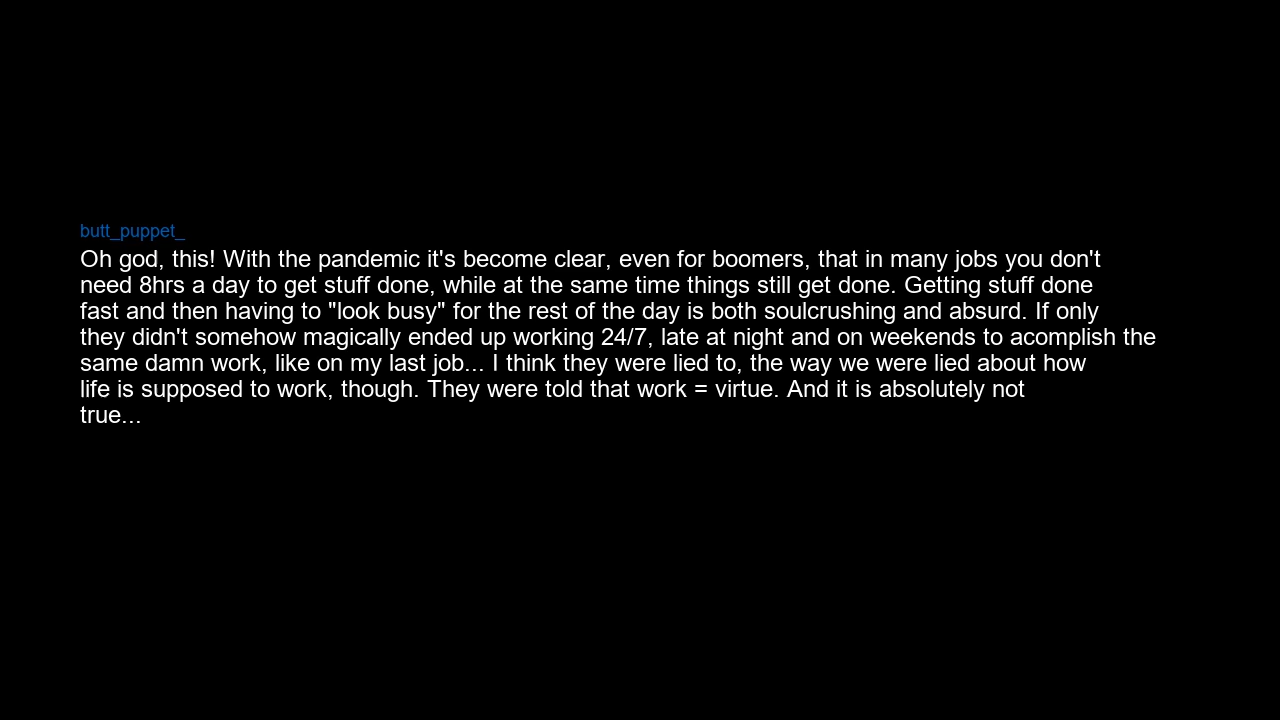 butt_puppet_
Oh god, this! With the pandemic it's become clear, even for boomers, that in many jobs you don't
need 8hrs a day to get stuff done, while at the same time things still get done. Getting stuff done
fast and then having to "look busy" for the rest of the day is both soulcrushing and absurd. If only
they didn't somehow magically ended up working 24/7, late at night and on weekends to acomplish the
same damn work, like on my last job... I think they were lied to, the way we were lied about how
life is supposed to work, though. They were told that work = virtue. And it is absolutely not
true...